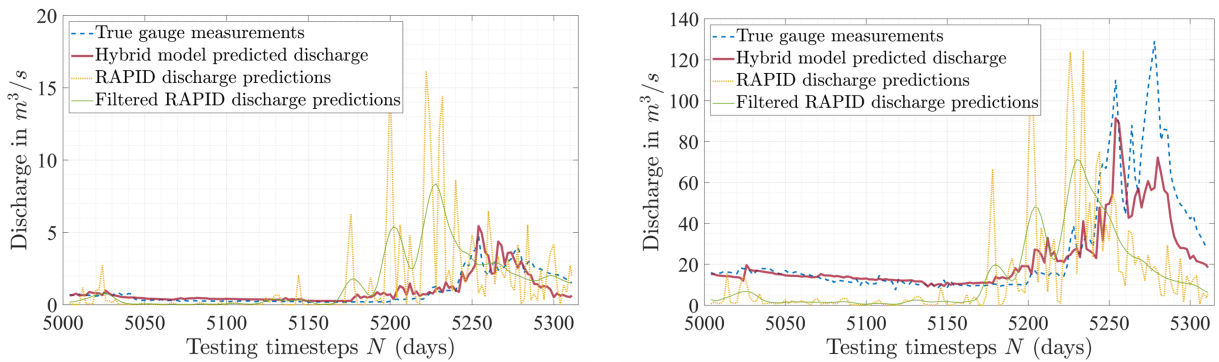 20
15
10
5
0
Discharge in m³/s
True gauge measurements
Hybrid model predicted discharge
RAPID discharge predictions
Filtered RAPID discharge predictions
5000 5050 5100 5150 5200 5250 5300
Testing timesteps N (days)
140
120
100
80
60
40
20
0
Discharge in m³/s
True gauge measurements
Hybrid model predicted discharge
RAPID discharge predictions
Filtered RAPID discharge predictions
5000 5050 5100 5150 5200 5250 5300
Testing timesteps N (days)